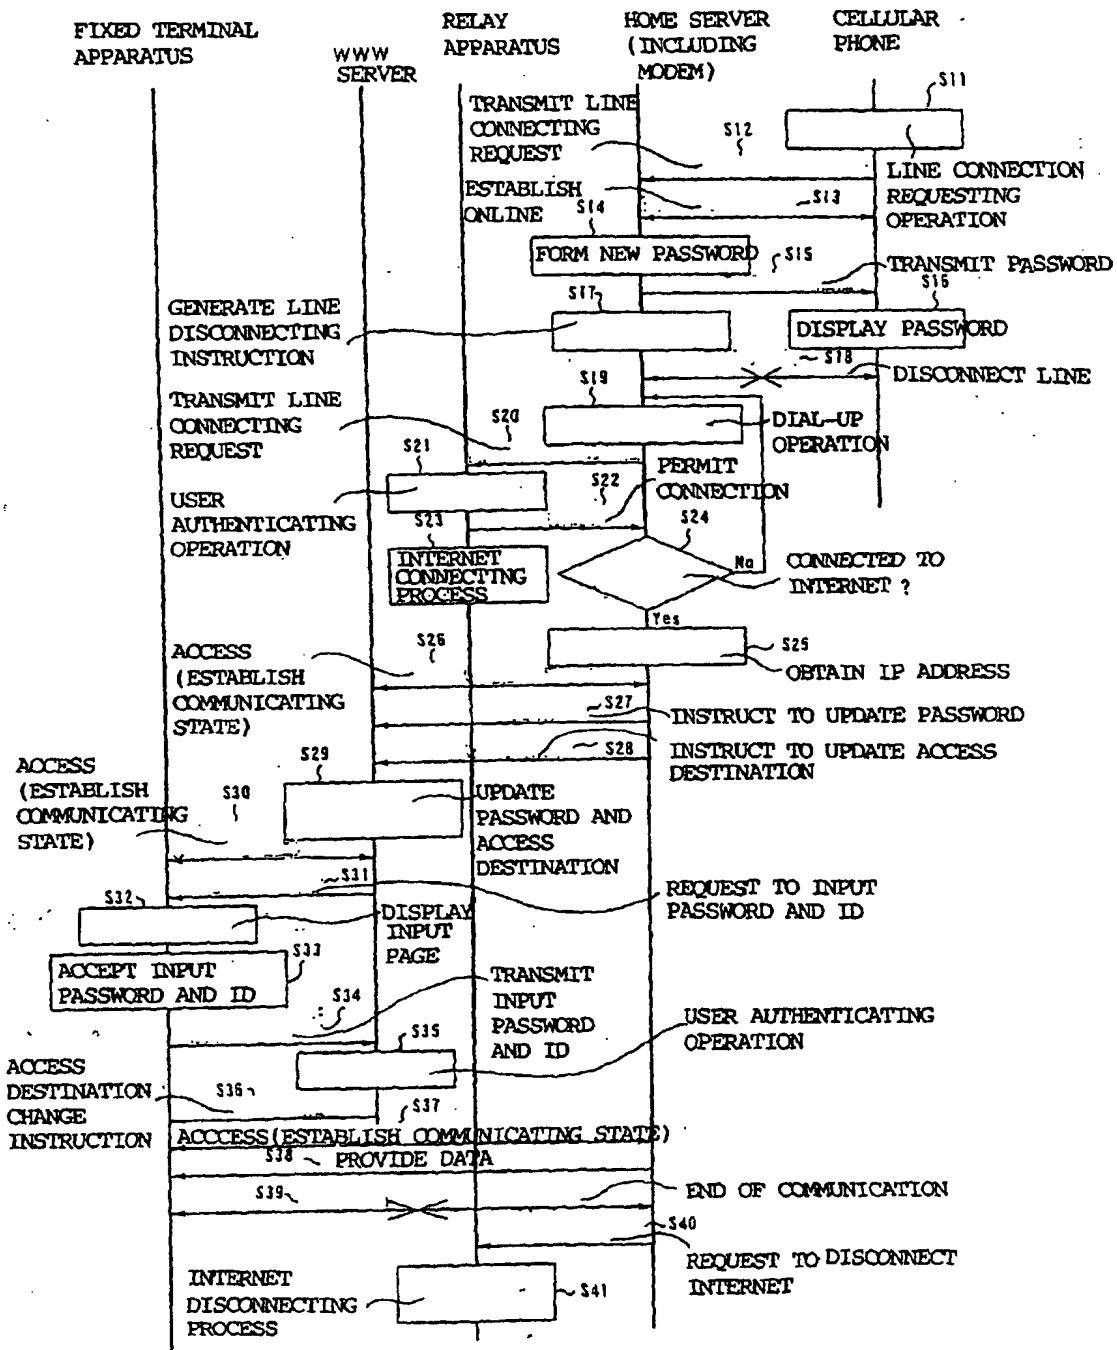 FIXED TERMINAL
APPARATUS
WWW
SERVER
RELAY
APPARATUS
HOME SERVER
(INCLUDING
MODEM)
CELLULAR
PHONE
S11
TRANSMIT LINE
CONNECTING
REQUEST
S12
LINE CONNECTION
REQUESTING
OPERATION
ESTABLISH
ONLINE
S13
S14
FORM NEW PASSWORD
S15
TRANSMIT PASSWORD
S16
DISPLAY PASSWORD
S17
GENERATE LINE
DISCONNECTING
INSTRUCTION
S18
DISCONNECT LINE
S19
DIAL-UP
OPERATION
TRANSMIT LINE
CONNECTING
REQUEST
S20
S21
USER
AUTHENTICATING
OPERATION
S22
PERMIT
CONNECTION
S23
INTERNET
CONNECTING
PROCESS
S24
No
CONNECTED TO
INTERNET ?
Yes
S25
OBTAIN IP ADDRESS
S26
ACCESS
(ESTABLISH
COMMUNICATING
STATE)
S27
INSTRUCT TO UPDATE PASSWORD
S28
INSTRUCT TO UPDATE ACCESS
DESTINATION
S29
UPDATE
PASSWORD AND
ACCESS
DESTINATION
ACCESS
(ESTABLISH
COMMUNICATING
STATE)
S30
S31
REQUEST TO INPUT
PASSWORD AND ID
S32
DISPLAY
INPUT
PAGE
S33
ACCEPT INPUT
PASSWORD AND ID
S34
TRANSMIT
INPUT
PASSWORD
AND ID
S35
USER AUTHENTICATING
OPERATION
ACCESS
DESTINATION
CHANGE
INSTRUCTION
S36
S37
ACCCESS(ESTABLISH COMMUNICATING STATE)
S38
PROVIDE DATA
S39
END OF COMMUNICATION
S40
REQUEST TO DISCONNECT
INTERNET
INTERNET
DISCONNECTING
PROCESS
S41